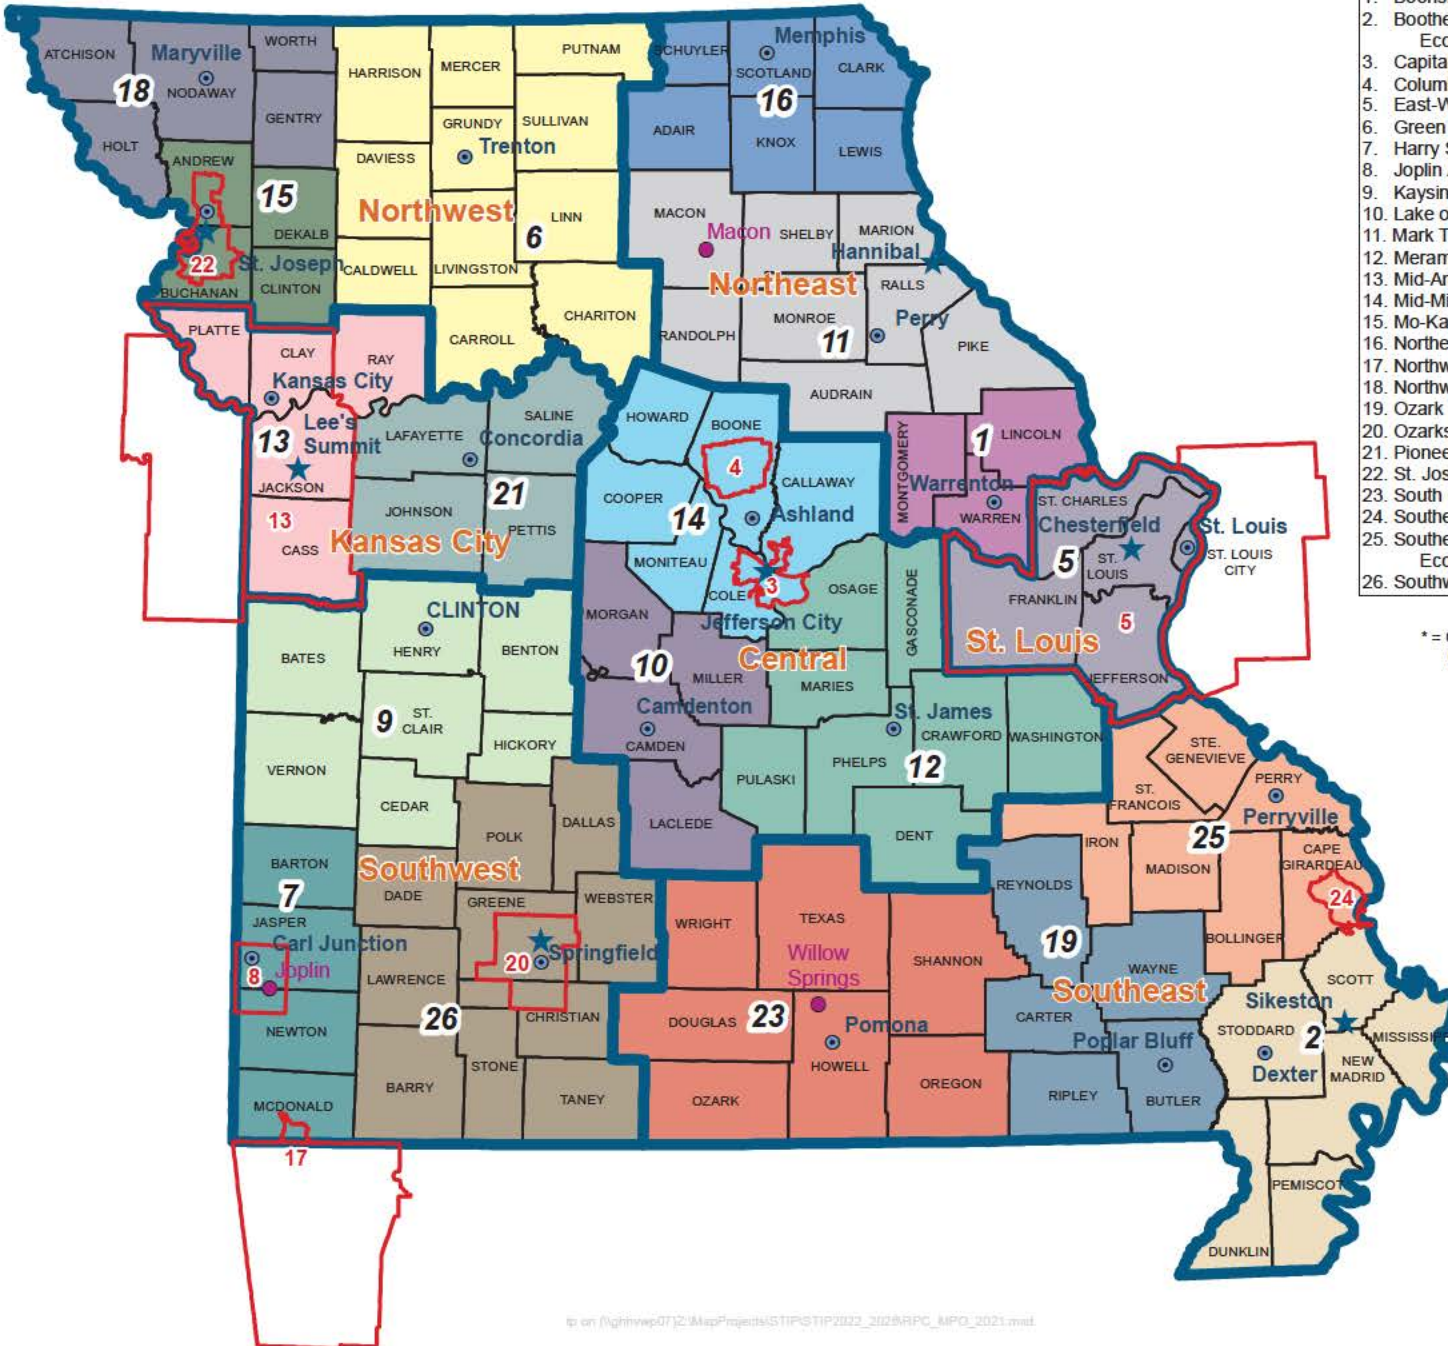 1.
2. Boothe
Eco
3. Capita
4. Colum
5. East-W
6. Green
7. Harry S
8. Joplin
9. Kaysin
10. Lake o
11. Mark T
12. Meram
13. Mid-Am
14. Mid-Mi
15. Mo-Ka
16. Northe
17. Northw
18. Northw
19. Ozark
20. Ozarks
21. Pionee
22. St. Jos
23. South
24. Southe
25. Southe
Eco
26. Southw
* =
ATCHISON
Maryville
WORTH
18
NODAWAY
HOLT
GENTRY
HARRISON
MERCER
PUTNAM
SCHUYLER
Memphis
SCOTLAND
CLARK
16
ADAIR
KNOX
LEWIS
GRUNDY
SULLIVAN
Trenton
DAVIESS
ANDREW
15
DEKALB
Northwest
6
LINN
22
St. Joseph
CALDWELL
LIVINGSTON
BUCHANAN
CLINTON
CARROLL
CHARITON
MACON
Macon
SHELBY
MARION
Hannibal
Northeast
RALLS
RANDOLPH
MONROE
11
Perry
PIKE
AUDRAIN
PLATTE
CLAY
RAY
Kansas City
13
Lee's
Summit
LAFAYETTE
Concordia
SALINE
JACKSON
13
CASS
JOHNSON
21
PETTIS
Kansas City
HOWARD
BOONE
4
COOPER
14
CALLAWAY
Ashland
MONITEAU
COLE
3
Jefferson City
OSAGE
MONTGOMERY
1
LINCOLN
Warrenton
WARREN
ST. CHARLES
Chesterfield
St. Louis
5
ST.
LOUIS
ST. LOUIS
CITY
FRANKLIN
5
St. Louis
JEFFERSON
GASCONADE
Central
MORGAN
10
MILLER
MARIES
Camdenton
CAMDEN
St. James
CRAWFORD
WASHINGTON
PULASKI
PHELPS
12
LACLEDE
DENT
BATES
CLINTON
HENRY
BENTON
9
ST.
CLAIR
HICKORY
VERNON
CEDAR
POLK
DALLAS
BARTON
7
Southwest
DADE
GREENE
WEBSTER
JASPER
Carl Junction
8
Joplin
LAWRENCE
20
Springfield
NEWTON
26
CHRISTIAN
BARRY
STONE
TANEY
MCDONALD
17
WRIGHT
TEXAS
Willow
Springs
SHANNON
DOUGLAS
23
Pomona
HOWELL
OZARK
OREGON
STE.
GENEVIEVE
PERRY
ST.
FRANCOIS
Perryville
25
IRON
MADISON
CAPE
GIRARDEAU
24
REYNOLDS
19
BOLLINGER
WAYNE
Southeast
CARTER
Poplar Bluff
RIPLEY
BUTLER
SCOTT
Sikeston
STODDARD
2
MISSISSIP
Dexter
NEW
MADRID
PEMISCOT
DUNKLIN